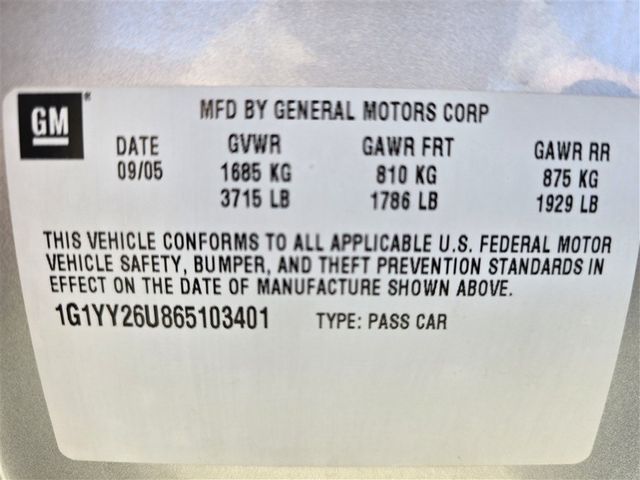 GM® MFD BY GENERAL MOTORS CORP
DATE GVWR GAWR FRT GAWR RR
09/05 1685 KG 810 KG 875 KG
3715 LB 1786 LB 1929 LB
THIS VEHICLE CONFORMS TO ALL APPLICABLE U.S. FEDERAL MOTOR
VEHICLE SAFETY, BUMPER, AND THEFT PREVENTION STANDARDS IN
EFFECT ON THE DATE OF MANUFACTURE SHOWN ABOVE.
1G1YY26U865103401 TYPE: PASS CAR